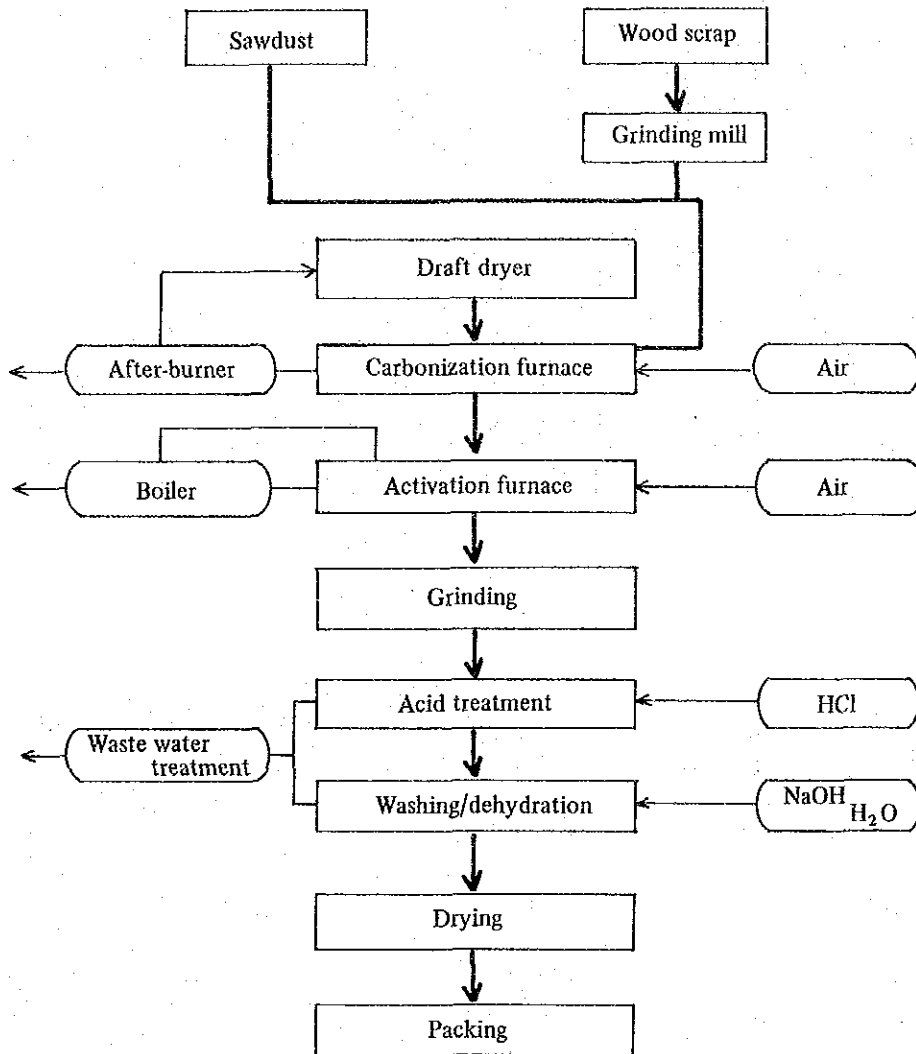 Sawdust
Wood scrap
Grinding mill
Draft dryer
After-burner
Carbonization furnace
Air
Boiler
Activation furnace
Air
Grinding
Acid treatment
HCl
Waste water
treatment
Washing/dehydration
NaOH
H₂O
Drying
Packing